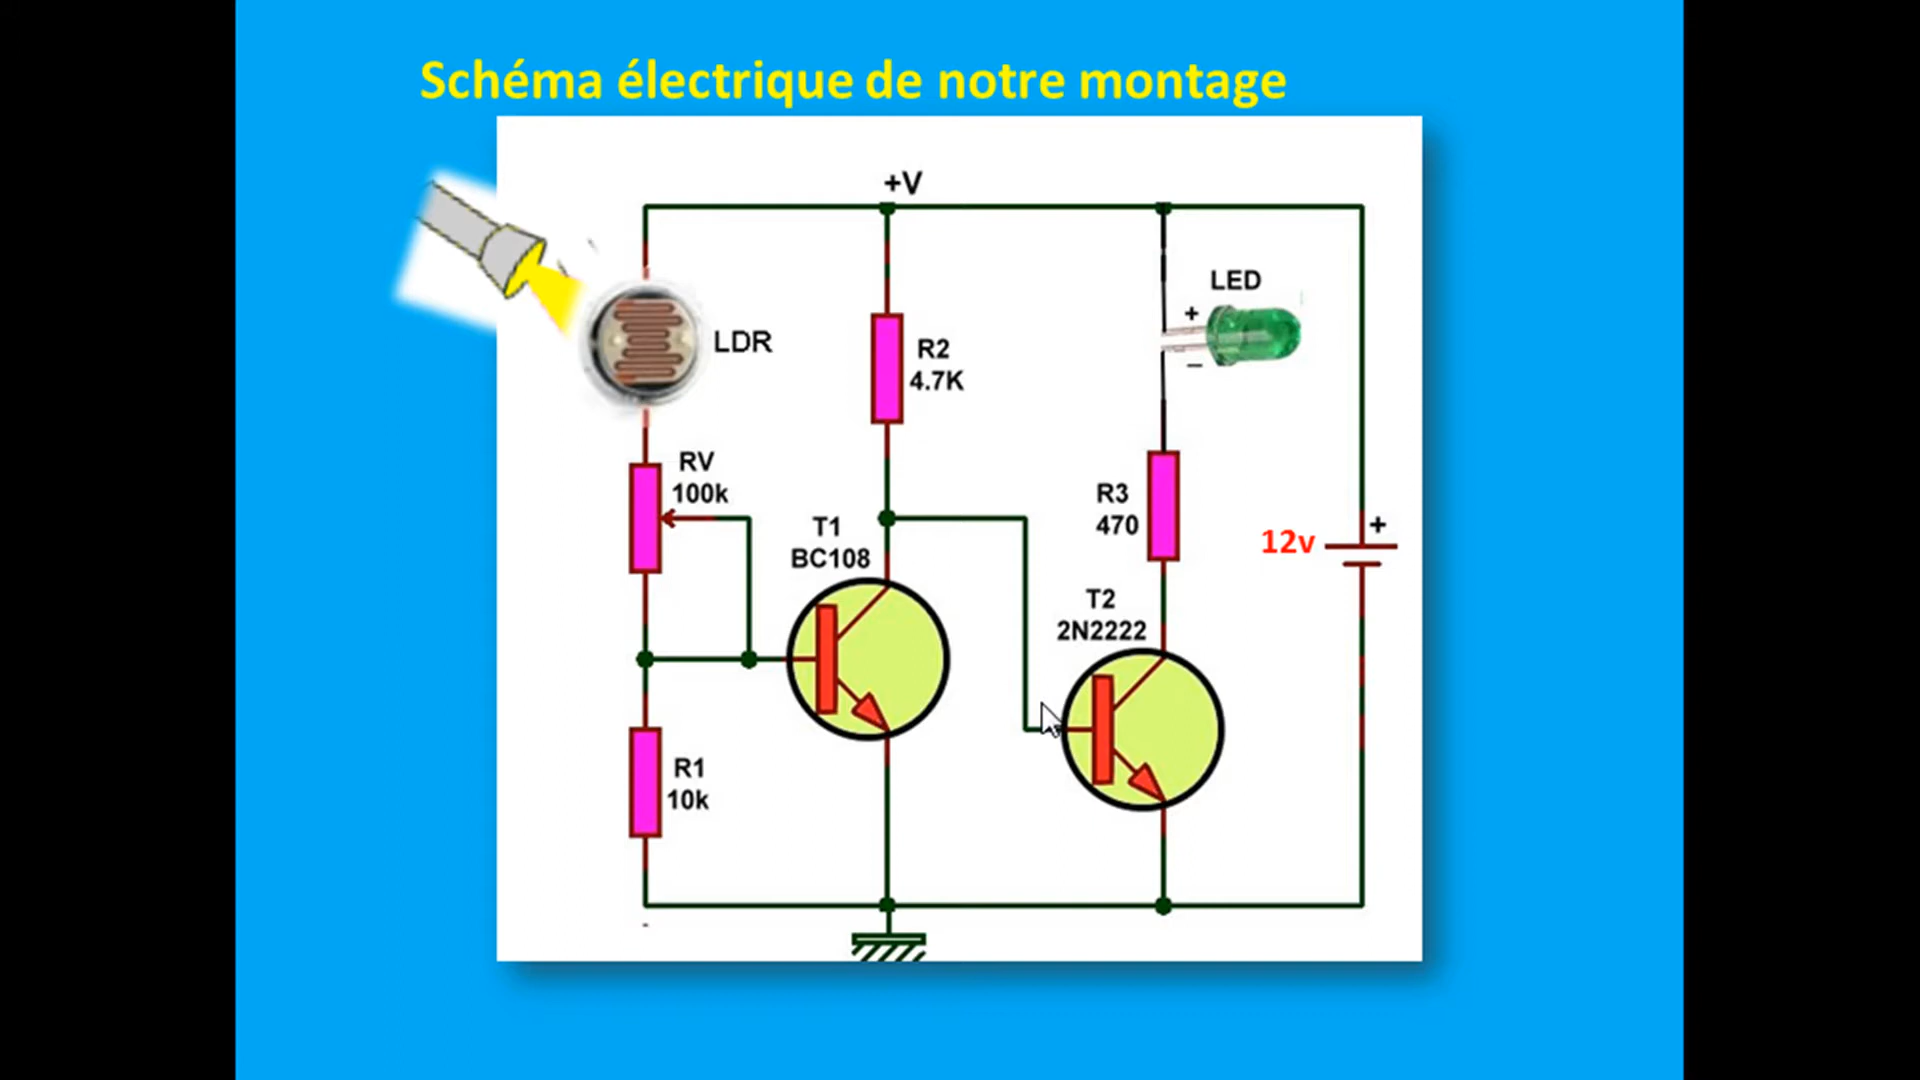 Schéma électrique de notre montage
+V
LED
+
−
LDR
R2
4.7K
RV
100k
R3
470
12v
+
T1
BC108
T2
2N2222
R1
10k